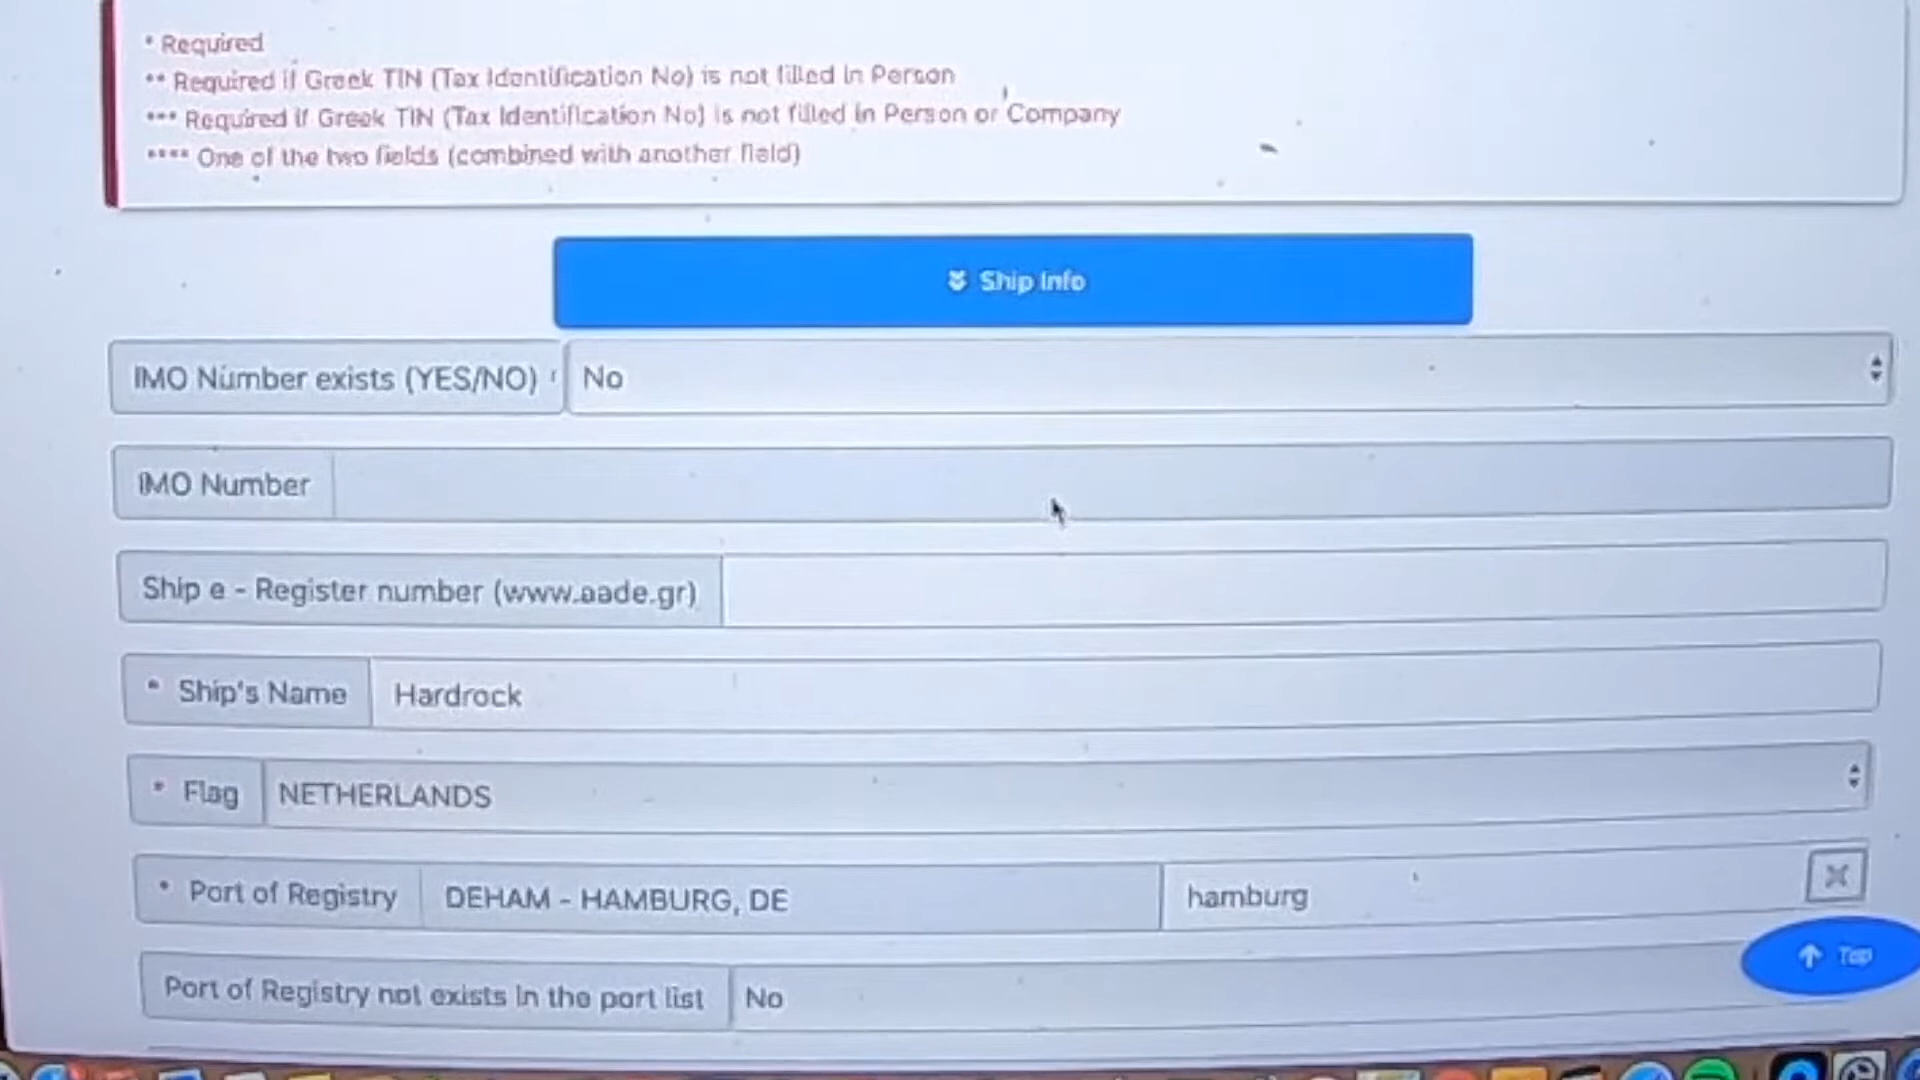 * Required
** Required if Greek TIN (Tax Identification No) is not filled in Person
*** Required if Greek TIN (Tax Identification No) is not filled in Person or Company
**** One of the two fields (combined with another field)
Ship Info
IMO Number exists (YES/NO) No
IMO Number
Ship e - Register number (www.aade.gr)
* Ship's Name Hardrock
* Flag NETHERLANDS
* Port of Registry DEHAM - HAMBURG, DE hamburg
Top
Port of Registry not exists in the port list No